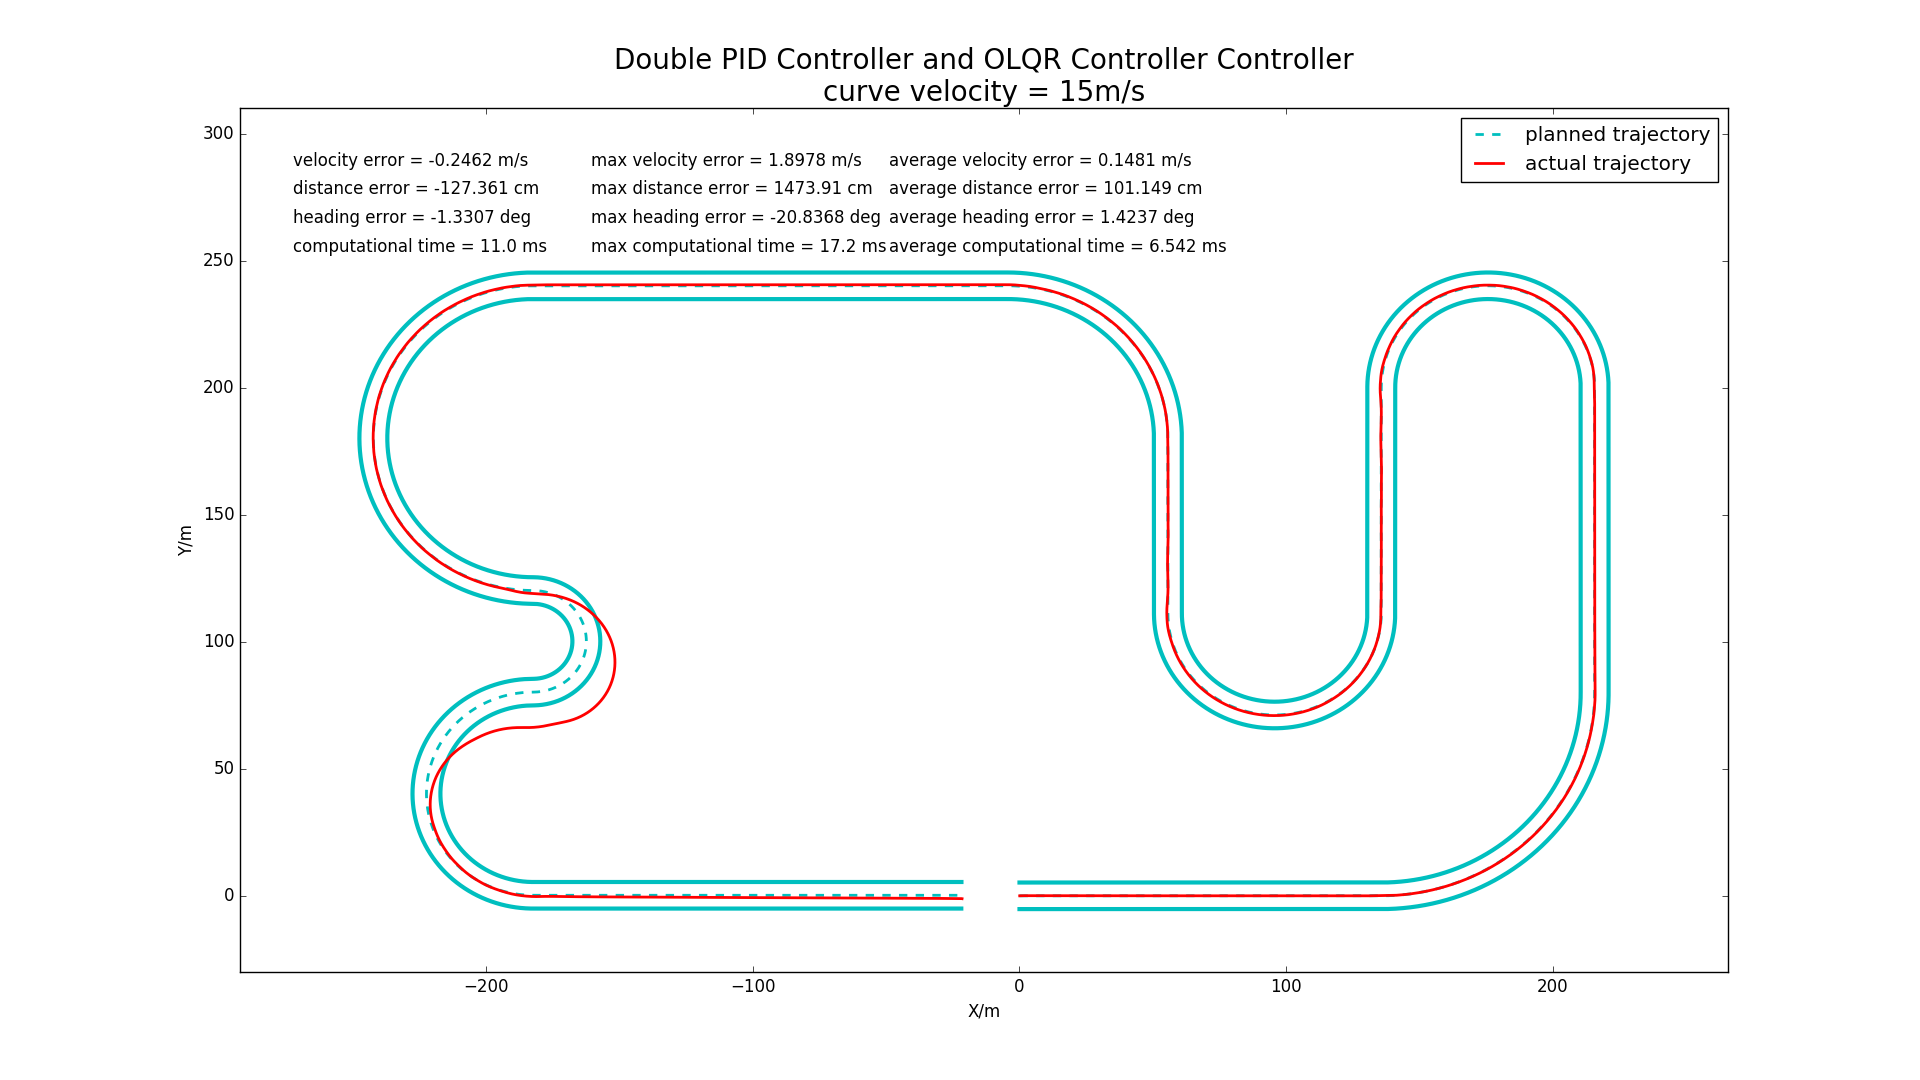 Double PID Controller and OLQR Controller Controller
curve velocity = 15m/s
planned trajectory
actual trajectory
velocity error = -0.2462 m/s max velocity error = 1.8978 m/s average velocity error = 0.1481 m/s
distance error = -127.361 cm max distance error = 1473.91 cm average distance error = 101.149 cm
heading error = -1.3307 deg max heading error = -20.8368 deg average heading error = 1.4237 deg
computational time = 11.0 ms max computational time = 17.2 ms average computational time = 6.542 ms
300
250
200
150
100
50
0
Y/m
−200 −100 0 100 200
X/m